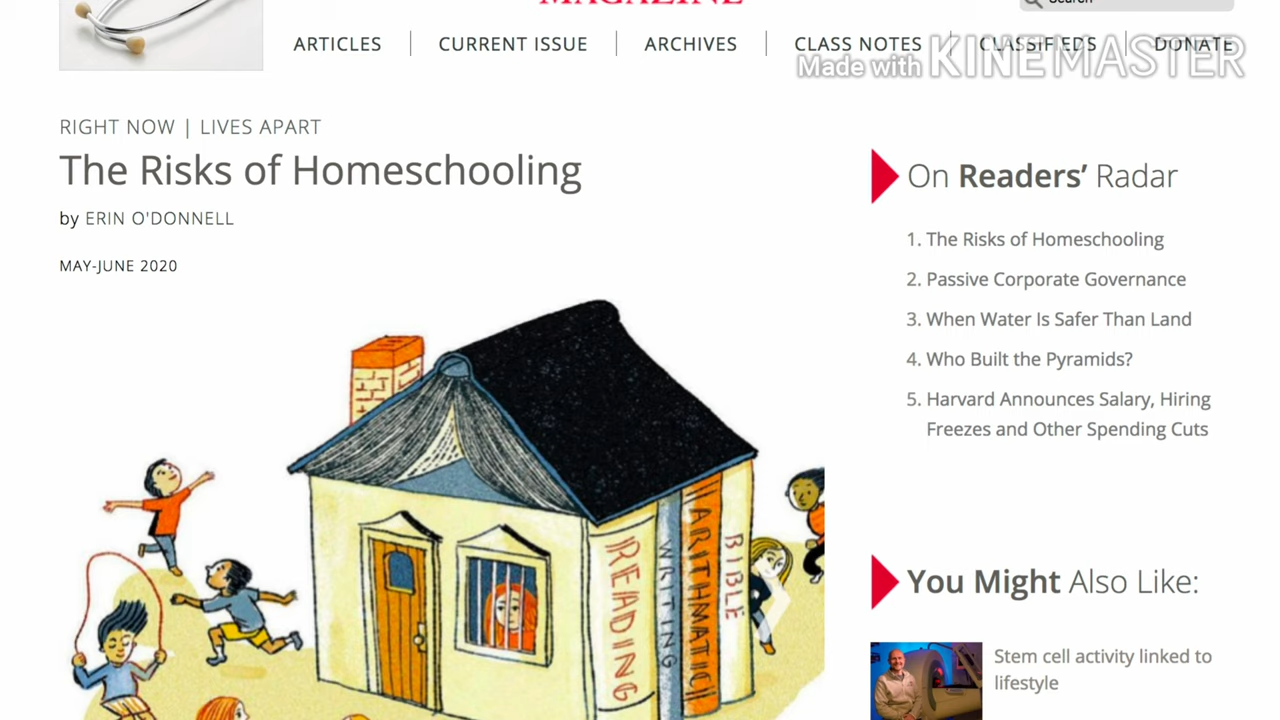 MAGAZINE
Search
ARTICLES | CURRENT ISSUE | ARCHIVES | CLASS NOTES | CLASSIFIEDS | DONATE
Made with KINEMASTER
RIGHT NOW | LIVES APART
The Risks of Homeschooling
by ERIN O'DONNELL
MAY-JUNE 2020
READING
WRITING
ARITHMATIC
BIBLE
On Readers' Radar
1. The Risks of Homeschooling
2. Passive Corporate Governance
3. When Water Is Safer Than Land
4. Who Built the Pyramids?
5. Harvard Announces Salary, Hiring
Freezes and Other Spending Cuts
You Might Also Like:
Stem cell activity linked to
lifestyle